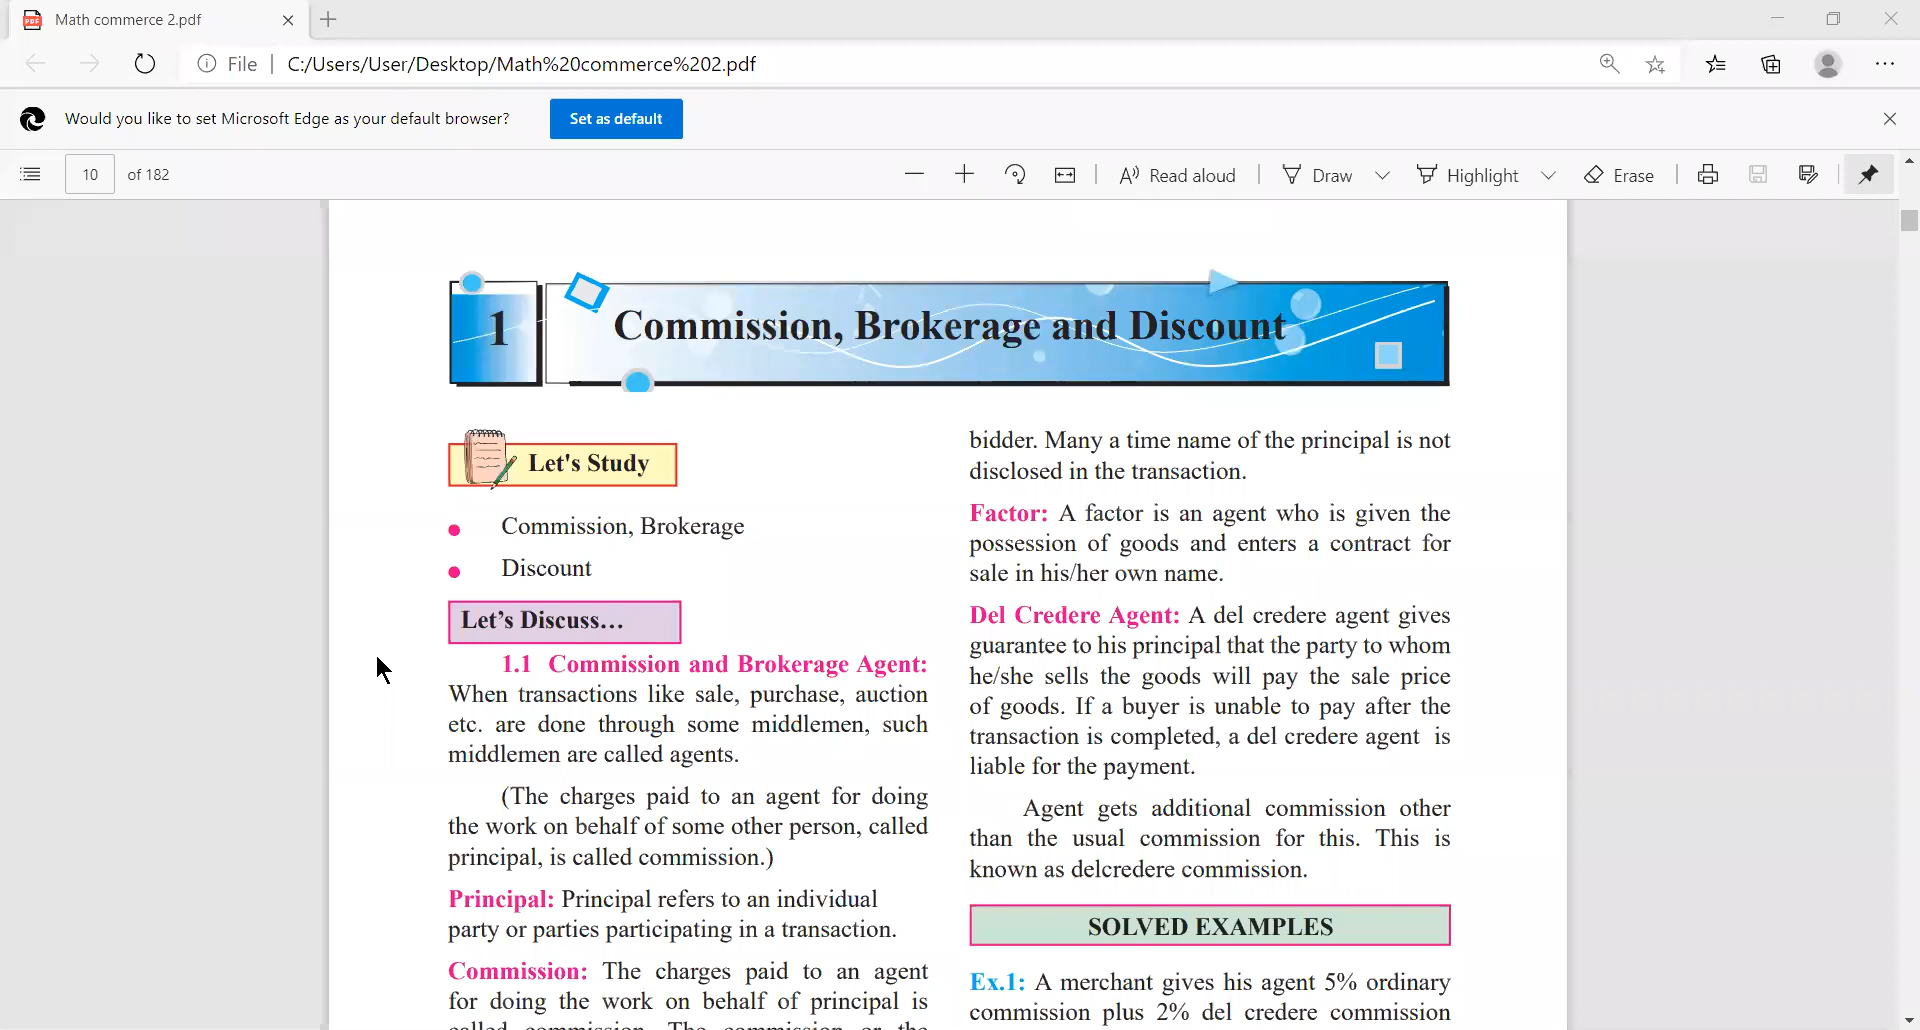 Math commerce 2.pdf
File
C:/Users/User/Desktop/Math%20commerce%202.pdf
Would you like to set Microsoft Edge as your default browser?
Set as default
10 of 182
Read aloud
Draw
Highlight
Erase
1 Commission, Brokerage and Discount
Let's Study
• Commission, Brokerage
• Discount
Let's Discuss...
1.1 Commission and Brokerage Agent:
When transactions like sale, purchase, auction
etc. are done through some middlemen, such
middlemen are called agents.
(The charges paid to an agent for doing
the work on behalf of some other person, called
principal, is called commission.)
Principal: Principal refers to an individual
party or parties participating in a transaction.
Commission: The charges paid to an agent
for doing the work on behalf of principal is
called commission. The commission or the
bidder. Many a time name of the principal is not
disclosed in the transaction.
Factor: A factor is an agent who is given the
possession of goods and enters a contract for
sale in his/her own name.
Del Credere Agent: A del credere agent gives
guarantee to his principal that the party to whom
he/she sells the goods will pay the sale price
of goods. If a buyer is unable to pay after the
transaction is completed, a del credere agent is
liable for the payment.
Agent gets additional commission other
than the usual commission for this. This is
known as delcredere commission.
SOLVED EXAMPLES
Ex.1: A merchant gives his agent 5% ordinary
commission plus 2% del credere commission